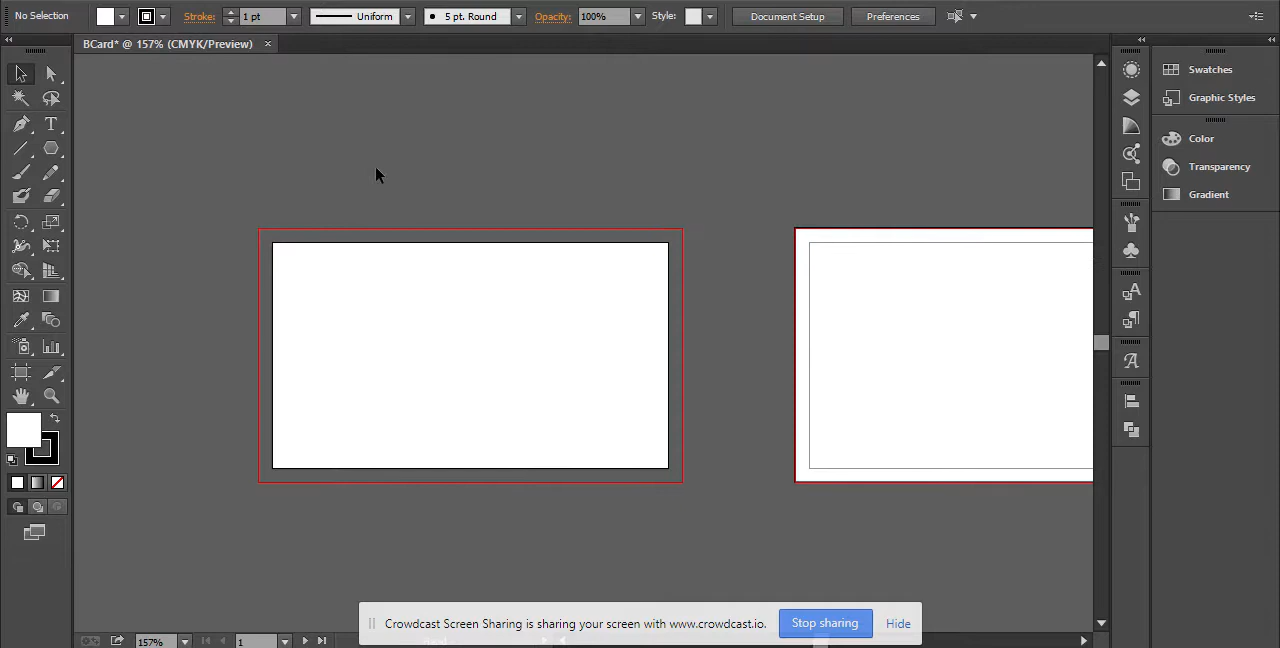 No Selection Stroke: 1 pt Uniform 5 pt. Round Opacity: 100% Style: Document Setup Preferences
BCard* @ 157% (CMYK/Preview) ×
Swatches
Graphic Styles
Color
Transparency
Gradient
Crowdcast Screen Sharing is sharing your screen with www.crowdcast.io. Stop sharing Hide
157% 1